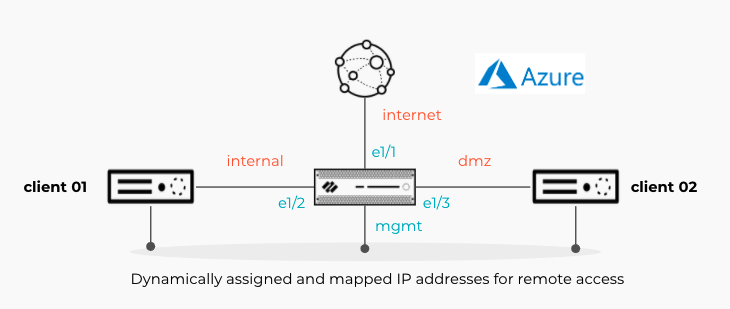 Azure
internet
e1/1
internal
dmz
client 01
client 02
e1/2
e1/3
mgmt
Dynamically assigned and mapped IP addresses for remote access